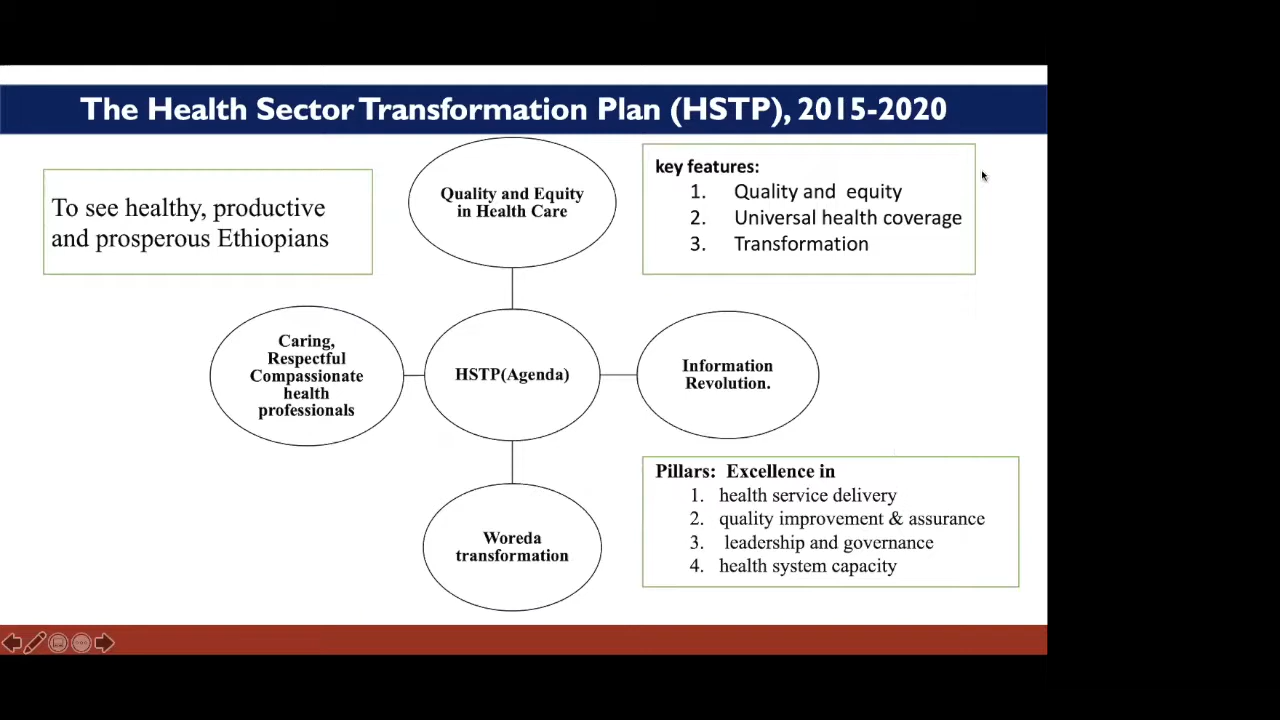 The Health Sector Transformation Plan (HSTP), 2015-2020
To see healthy, productive
and prosperous Ethiopians
Quality and Equity
in Health Care
key features:
1. Quality and equity
2. Universal health coverage
3. Transformation
Caring,
Respectful
Compassionate
health
professionals
HSTP(Agenda)
Information
Revolution.
Woreda
transformation
Pillars: Excellence in
1. health service delivery
2. quality improvement & assurance
3. leadership and governance
4. health system capacity